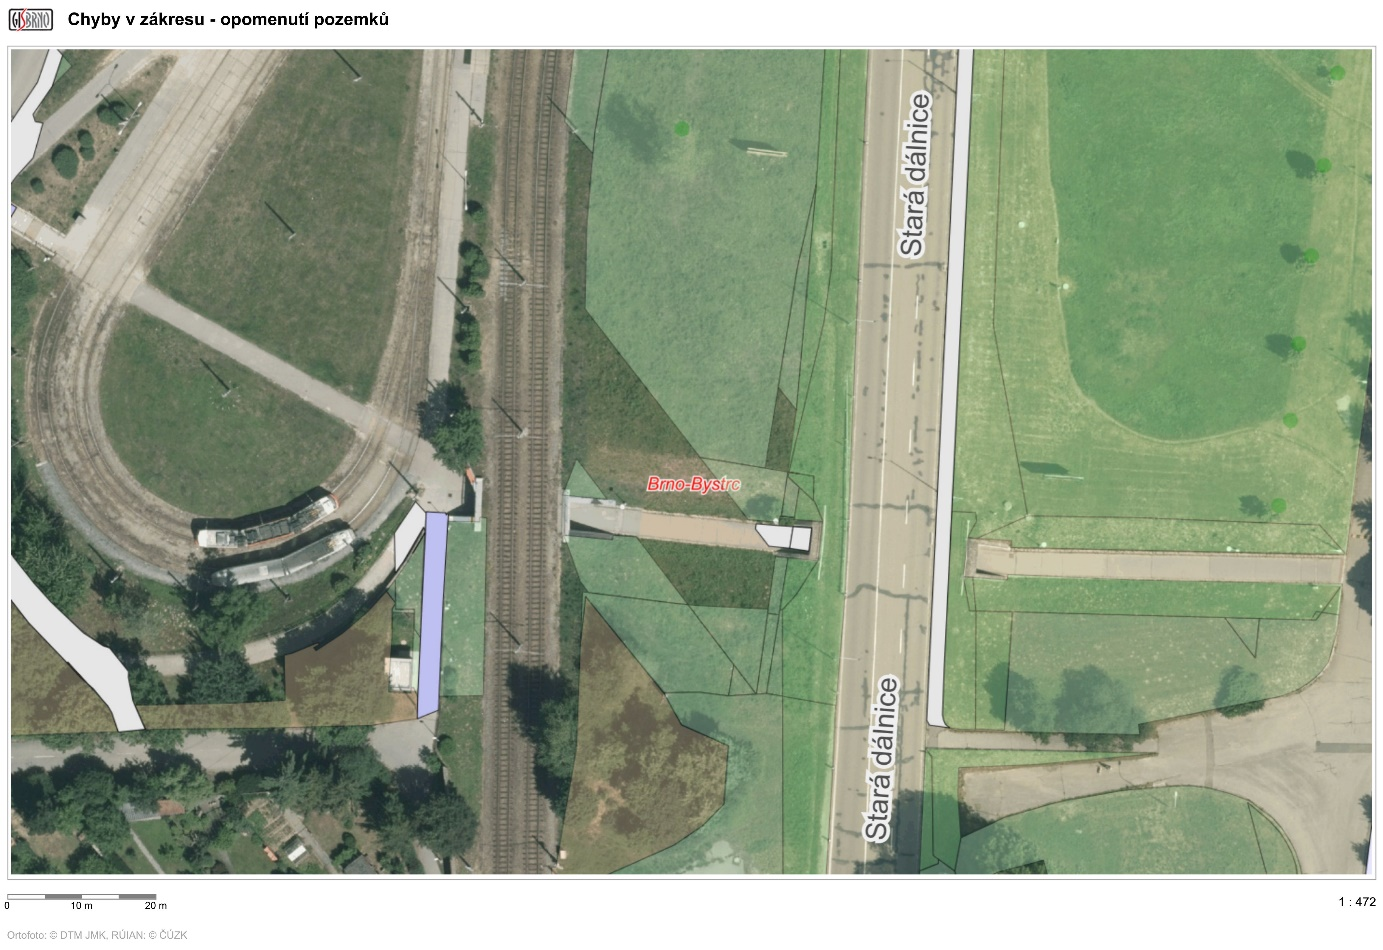 GISBRNO
Chyby v zákresu - opomenutí pozemků
Stará dálnice
Brno-Bystrc
Stará dálnice
0 10 m 20 m
1 : 472
Ortofoto: © DTM JMK, RÚIAN: © ČÚZK